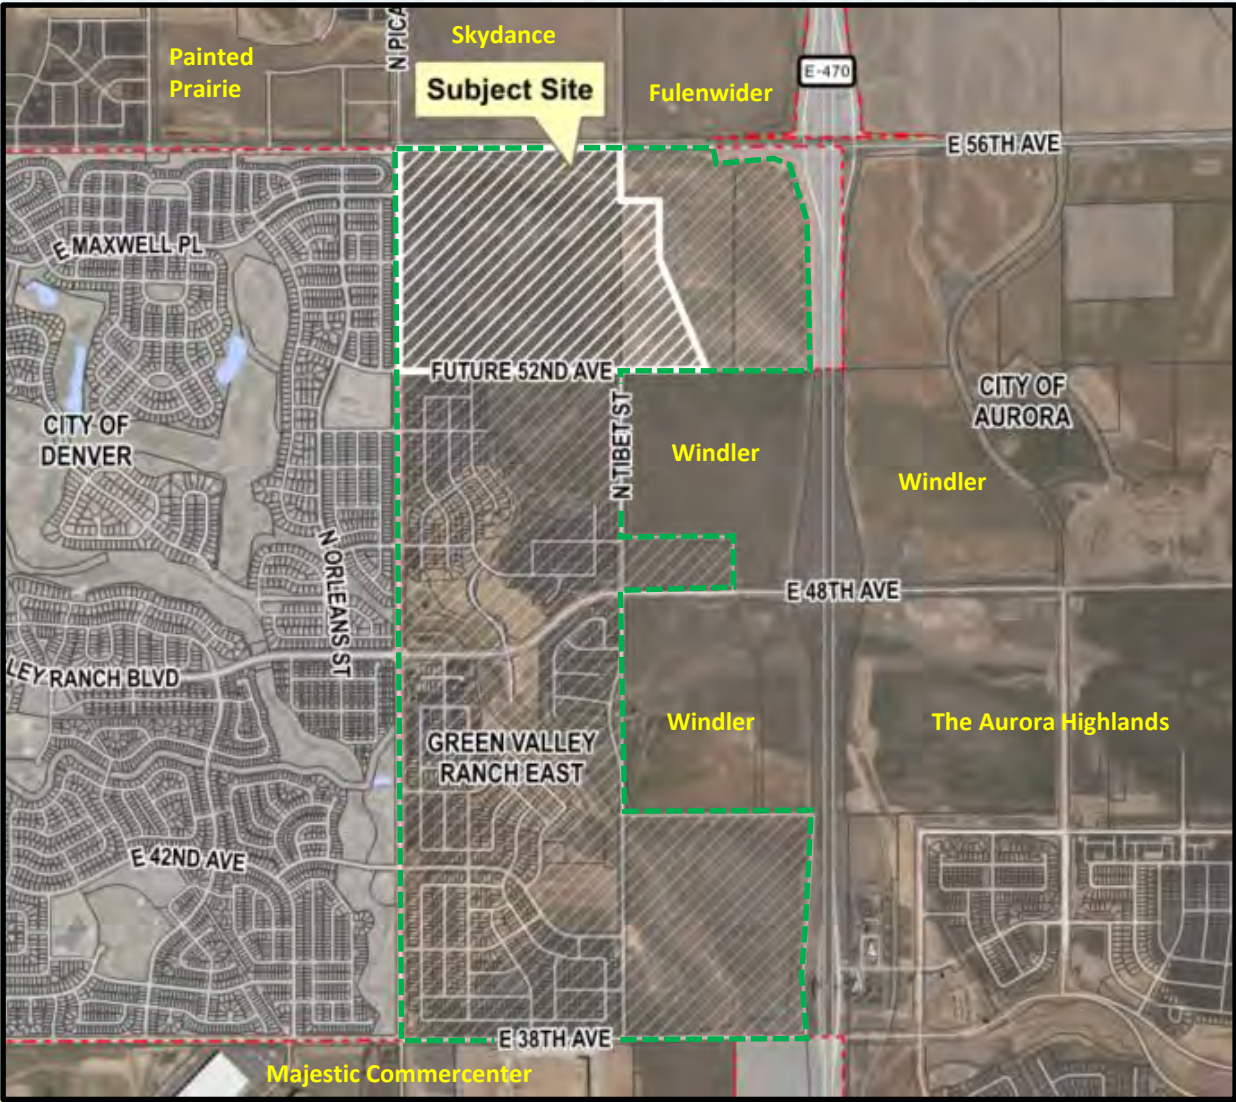 Painted
Prairie
N PICA
Skydance
Subject Site
Fulenwider
E-470
E 56TH AVE
E MAXWELL PL
FUTURE 52ND AVE
CITY OF
DENVER
N TIBET ST
Windler
CITY OF
AURORA
Windler
N ORLEANS ST
E 48TH AVE
LEY RANCH BLVD
GREEN VALLEY
RANCH EAST
Windler
The Aurora Highlands
E 42ND AVE
E 38TH AVE
Majestic Commercenter